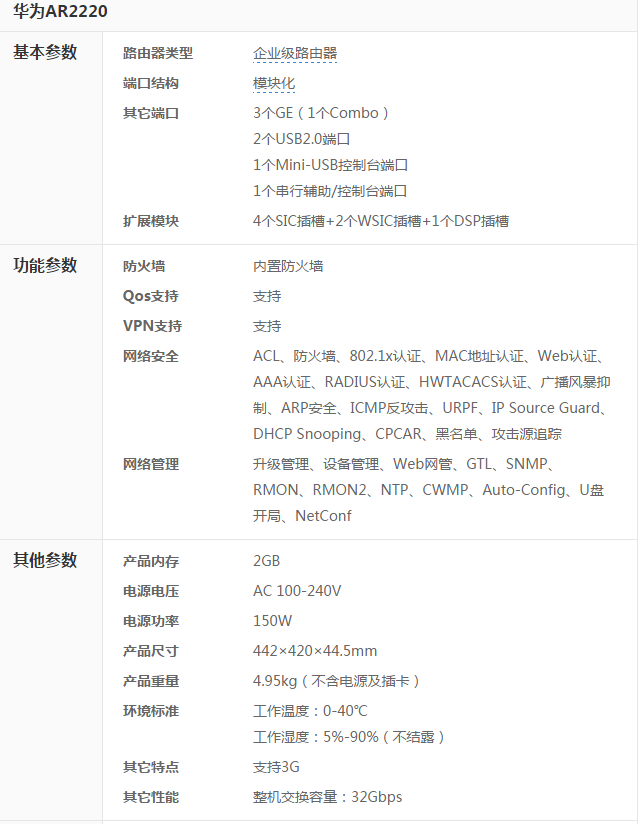 华为AR2220
基本参数
路由器类型 企业级路由器
端口结构 模块化
其它端口 3个GE（1个Combo）
2个USB2.0端口
1个Mini-USB控制台端口
1个串行辅助/控制台端口
扩展模块 4个SIC插槽+2个WSIC插槽+1个DSP插槽
功能参数
防火墙 内置防火墙
Qos支持 支持
VPN支持 支持
网络安全 ACL、防火墙、802.1x认证、MAC地址认证、Web认证、
AAA认证、RADIUS认证、HWTACACS认证、广播风暴抑
制、ARP安全、ICMP反攻击、URPF、IP Source Guard、
DHCP Snooping、CPCAR、黑名单、攻击源追踪
网络管理 升级管理、设备管理、Web网管、GTL、SNMP、
RMON、RMON2、NTP、CWMP、Auto-Config、U盘
开局、NetConf
其他参数
产品内存 2GB
电源电压 AC 100-240V
电源功率 150W
产品尺寸 442×420×44.5mm
产品重量 4.95kg（不含电源及插卡）
环境标准 工作温度：0-40℃
工作湿度：5%-90%（不结露）
其它特点 支持3G
其它性能 整机交换容量：32Gbps